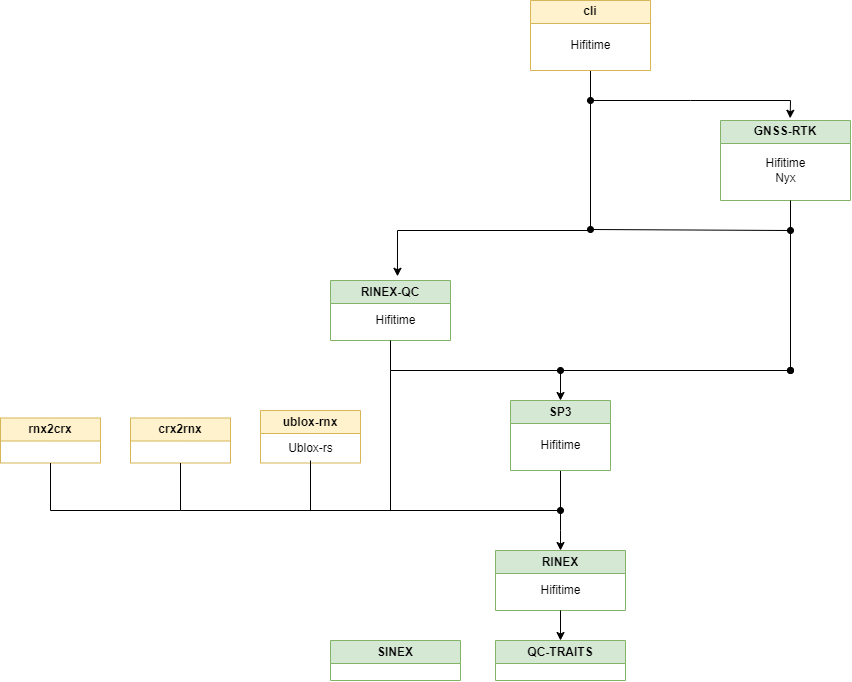 cli
Hifitime
GNSS-RTK
Hifitime
Nyx
RINEX-QC
Hifitime
SP3
Hifitime
rnx2crx
crx2rnx
ublox-rnx
Ublox-rs
RINEX
Hifitime
SINEX
QC-TRAITS